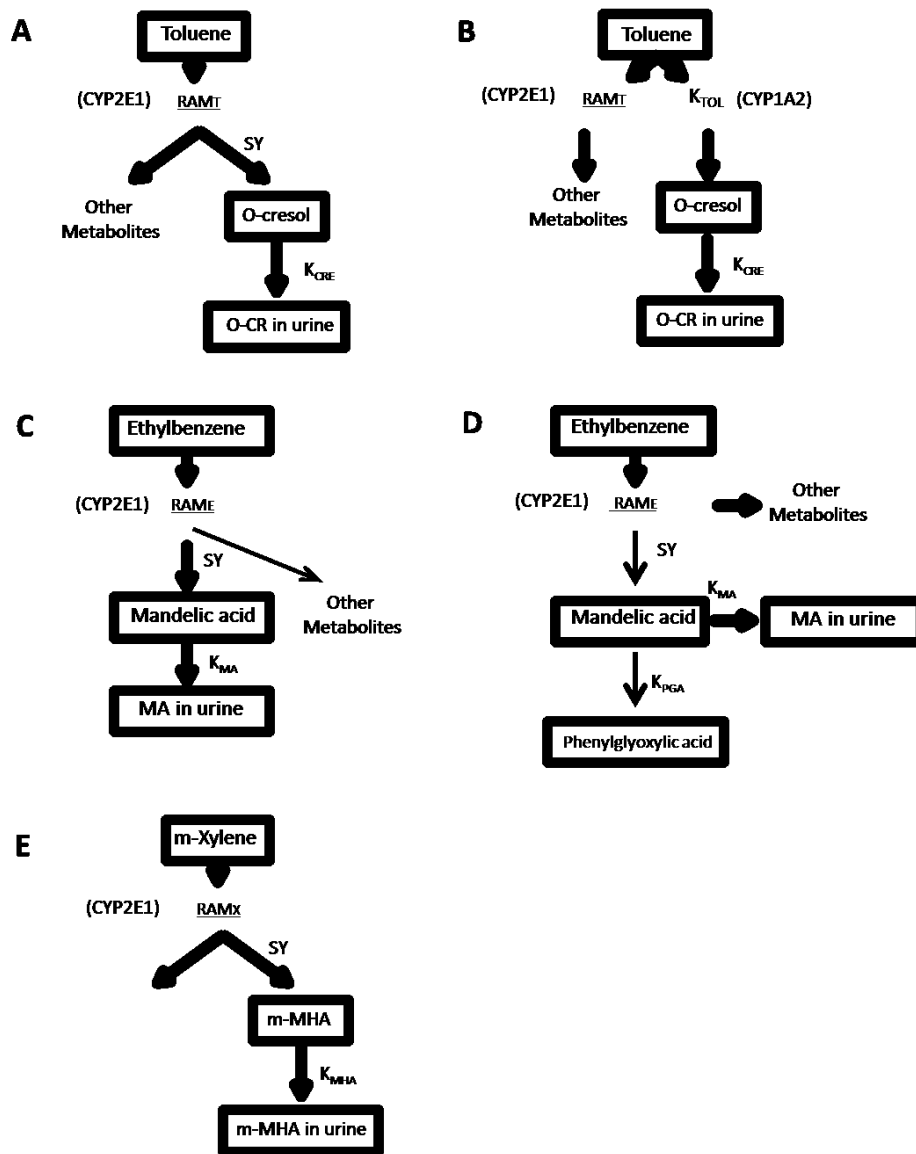 A
Toluene
(CYP2E1) RAMT
SY
Other
Metabolites
O-cresol
KCRE
O-CR in urine
B
Toluene
(CYP2E1) RAMT KTOL (CYP1A2)
Other
Metabolites
O-cresol
KCRE
O-CR in urine
C
Ethylbenzene
(CYP2E1) RAME
SY
Mandelic acid
Other
Metabolites
KMA
MA in urine
D
Ethylbenzene
(CYP2E1) RAME
Other
Metabolites
SY
KMA
Mandelic acid
MA in urine
KPGA
Phenylglyoxylic acid
E
m-Xylene
(CYP2E1) RAMX
SY
m-MHA
KMHA
m-MHA in urine